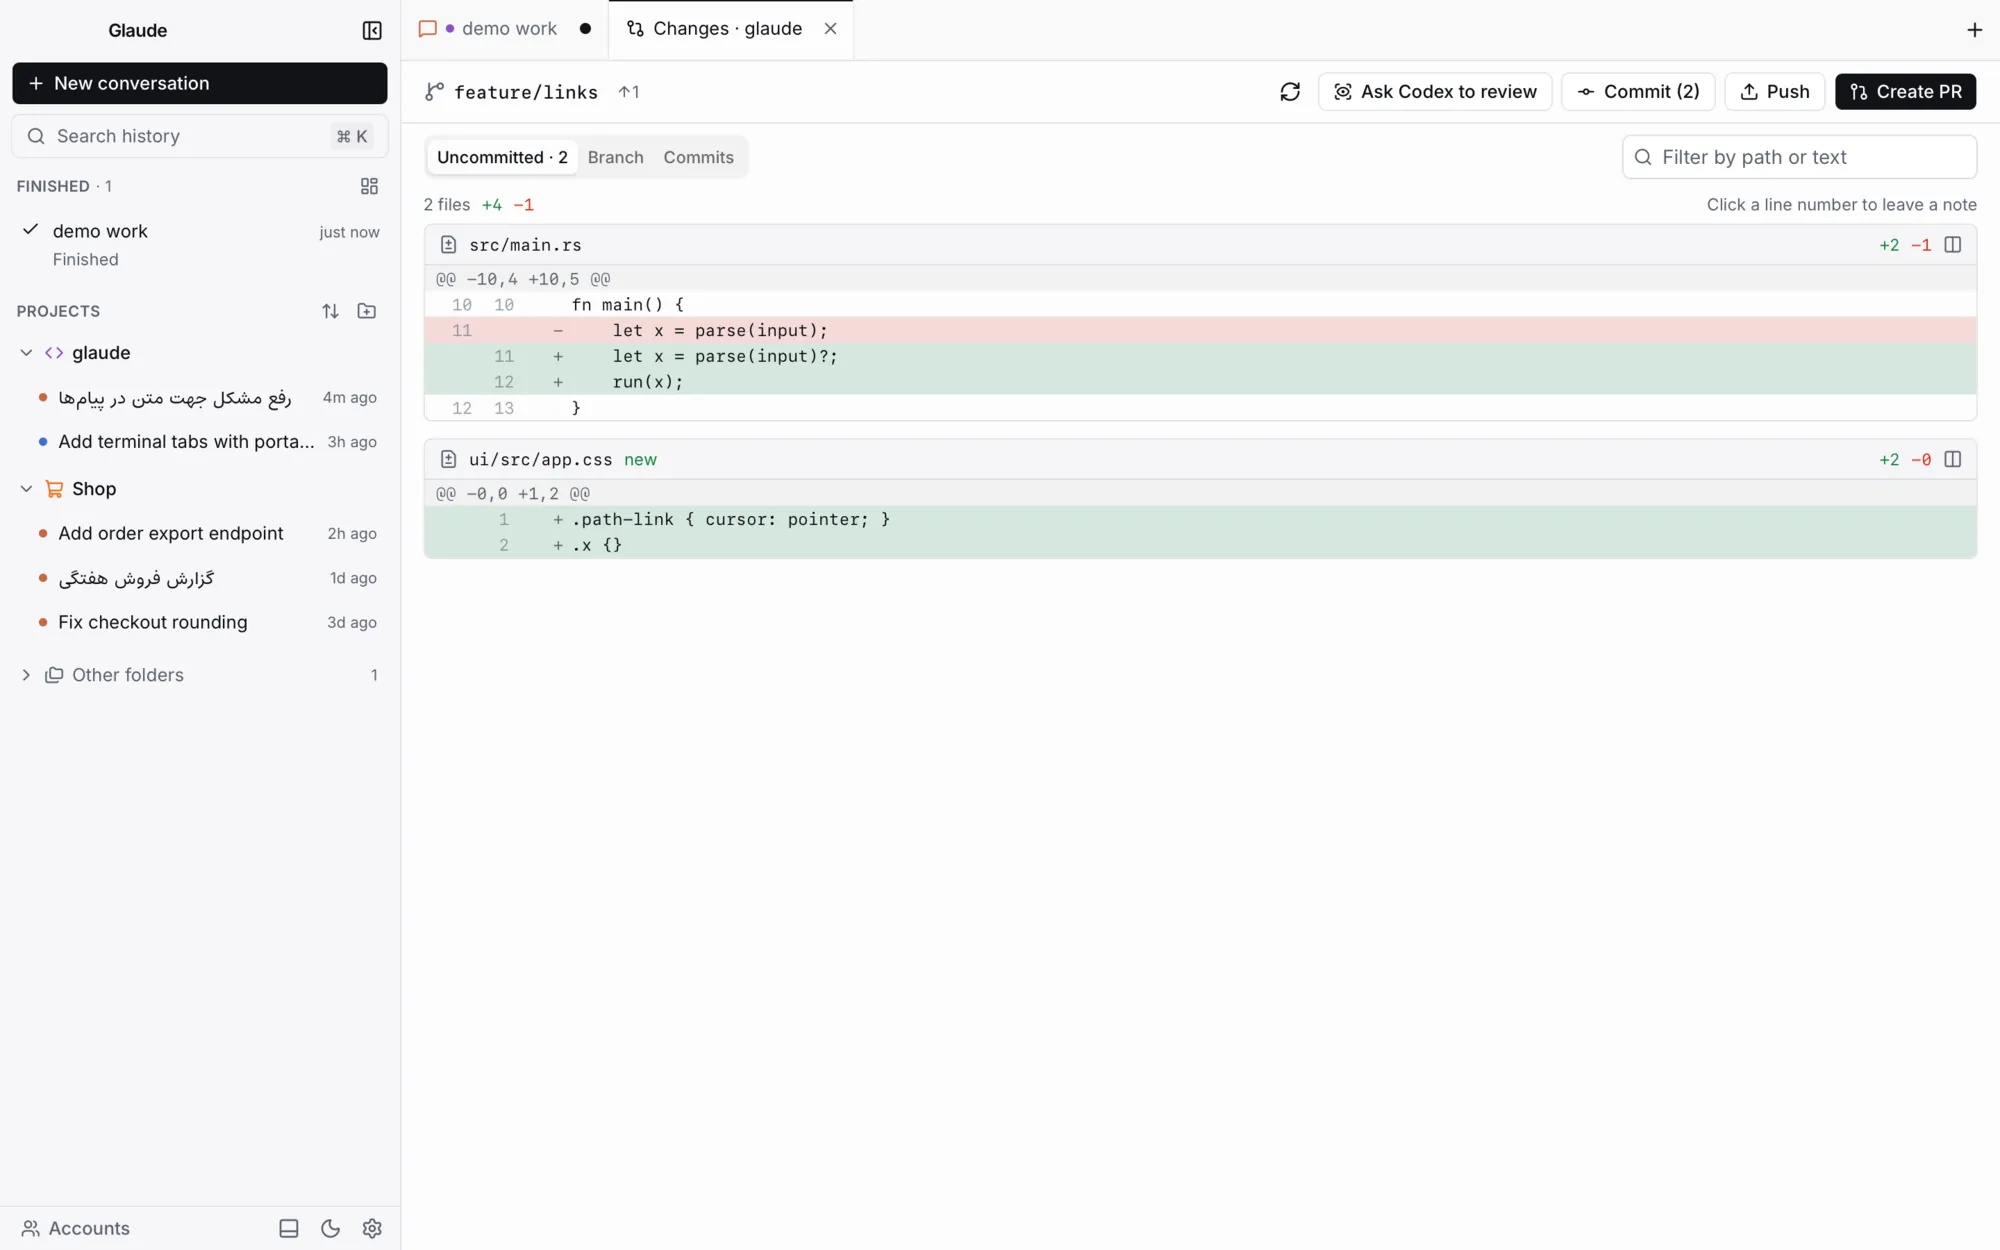 Glaude
New conversation
Search history ⌘ K
FINISHED · 1
demo work just now
Finished
PROJECTS
glaude
رفع مشکل جهت متن در پیام‌ها 4m ago
Add terminal tabs with porta... 3h ago
Shop
Add order export endpoint 2h ago
گزارش فروش هفتگی 1d ago
Fix checkout rounding 3d ago
Other folders 1
Accounts
demo work
Changes · glaude
feature/links ↑1
Ask Codex to review
Commit (2)
Push
Create PR
Uncommitted · 2 Branch Commits
Filter by path or text
2 files +4 −1
Click a line number to leave a note
src/main.rs +2 −1
@@ −10,4 +10,5 @@
10 10 fn main() {
11 − let x = parse(input);
11 + let x = parse(input)?;
12 + run(x);
12 13 }
ui/src/app.css new +2 −0
@@ −0,0 +1,2 @@
1 + .path−link { cursor: pointer; }
2 + .x {}